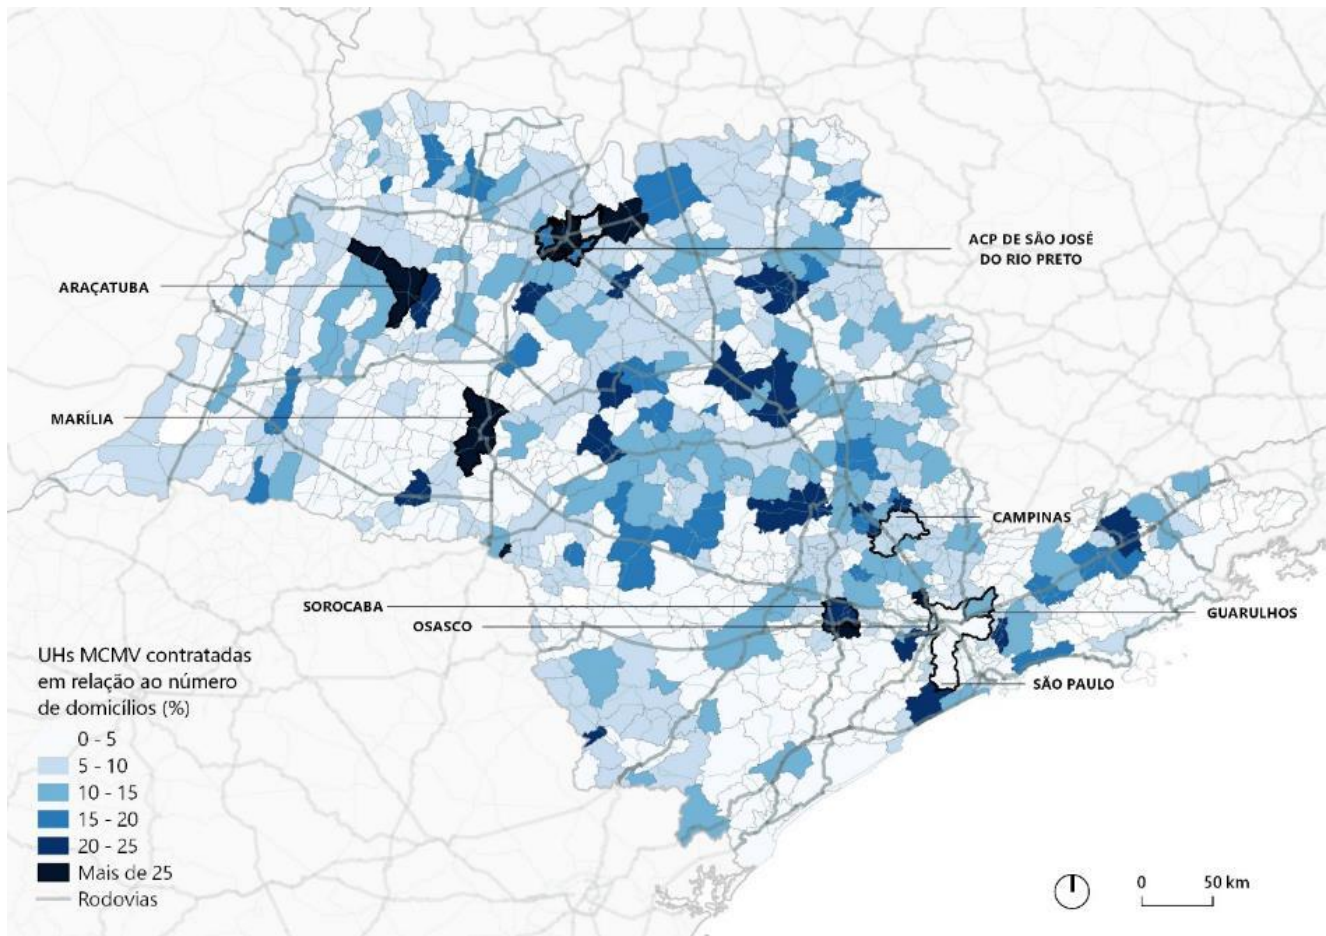 ACP DE SÃO JOSÉ
DO RIO PRETO
ARAÇATUBA
MARÍLIA
CAMPINAS
SOROCABA
GUARULHOS
OSASCO
SÃO PAULO
UHs MCMV contratadas
em relação ao número
de domicílios (%)
0 - 5
5 - 10
10 - 15
15 - 20
20 - 25
Mais de 25
Rodovias
0 50 km